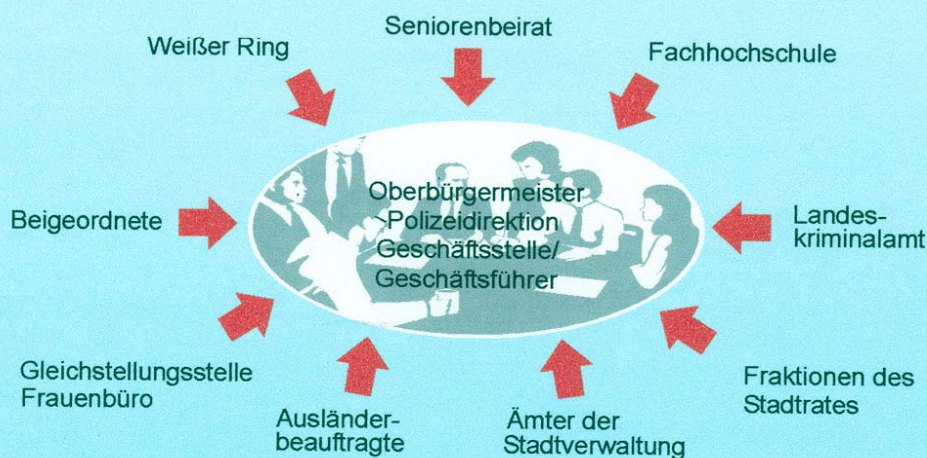 Seniorenbeirat
Weißer Ring
Fachhochschule
Oberbürgermeister
Polizeidirektion
Geschäftsstelle/
Geschäftsführer
Beigeordnete
Landes-
kriminalamt
Gleichstellungsstelle
Frauenbüro
Fraktionen des
Stadtrates
Ausländer-
beauftragte
Ämter der
Stadtverwaltung